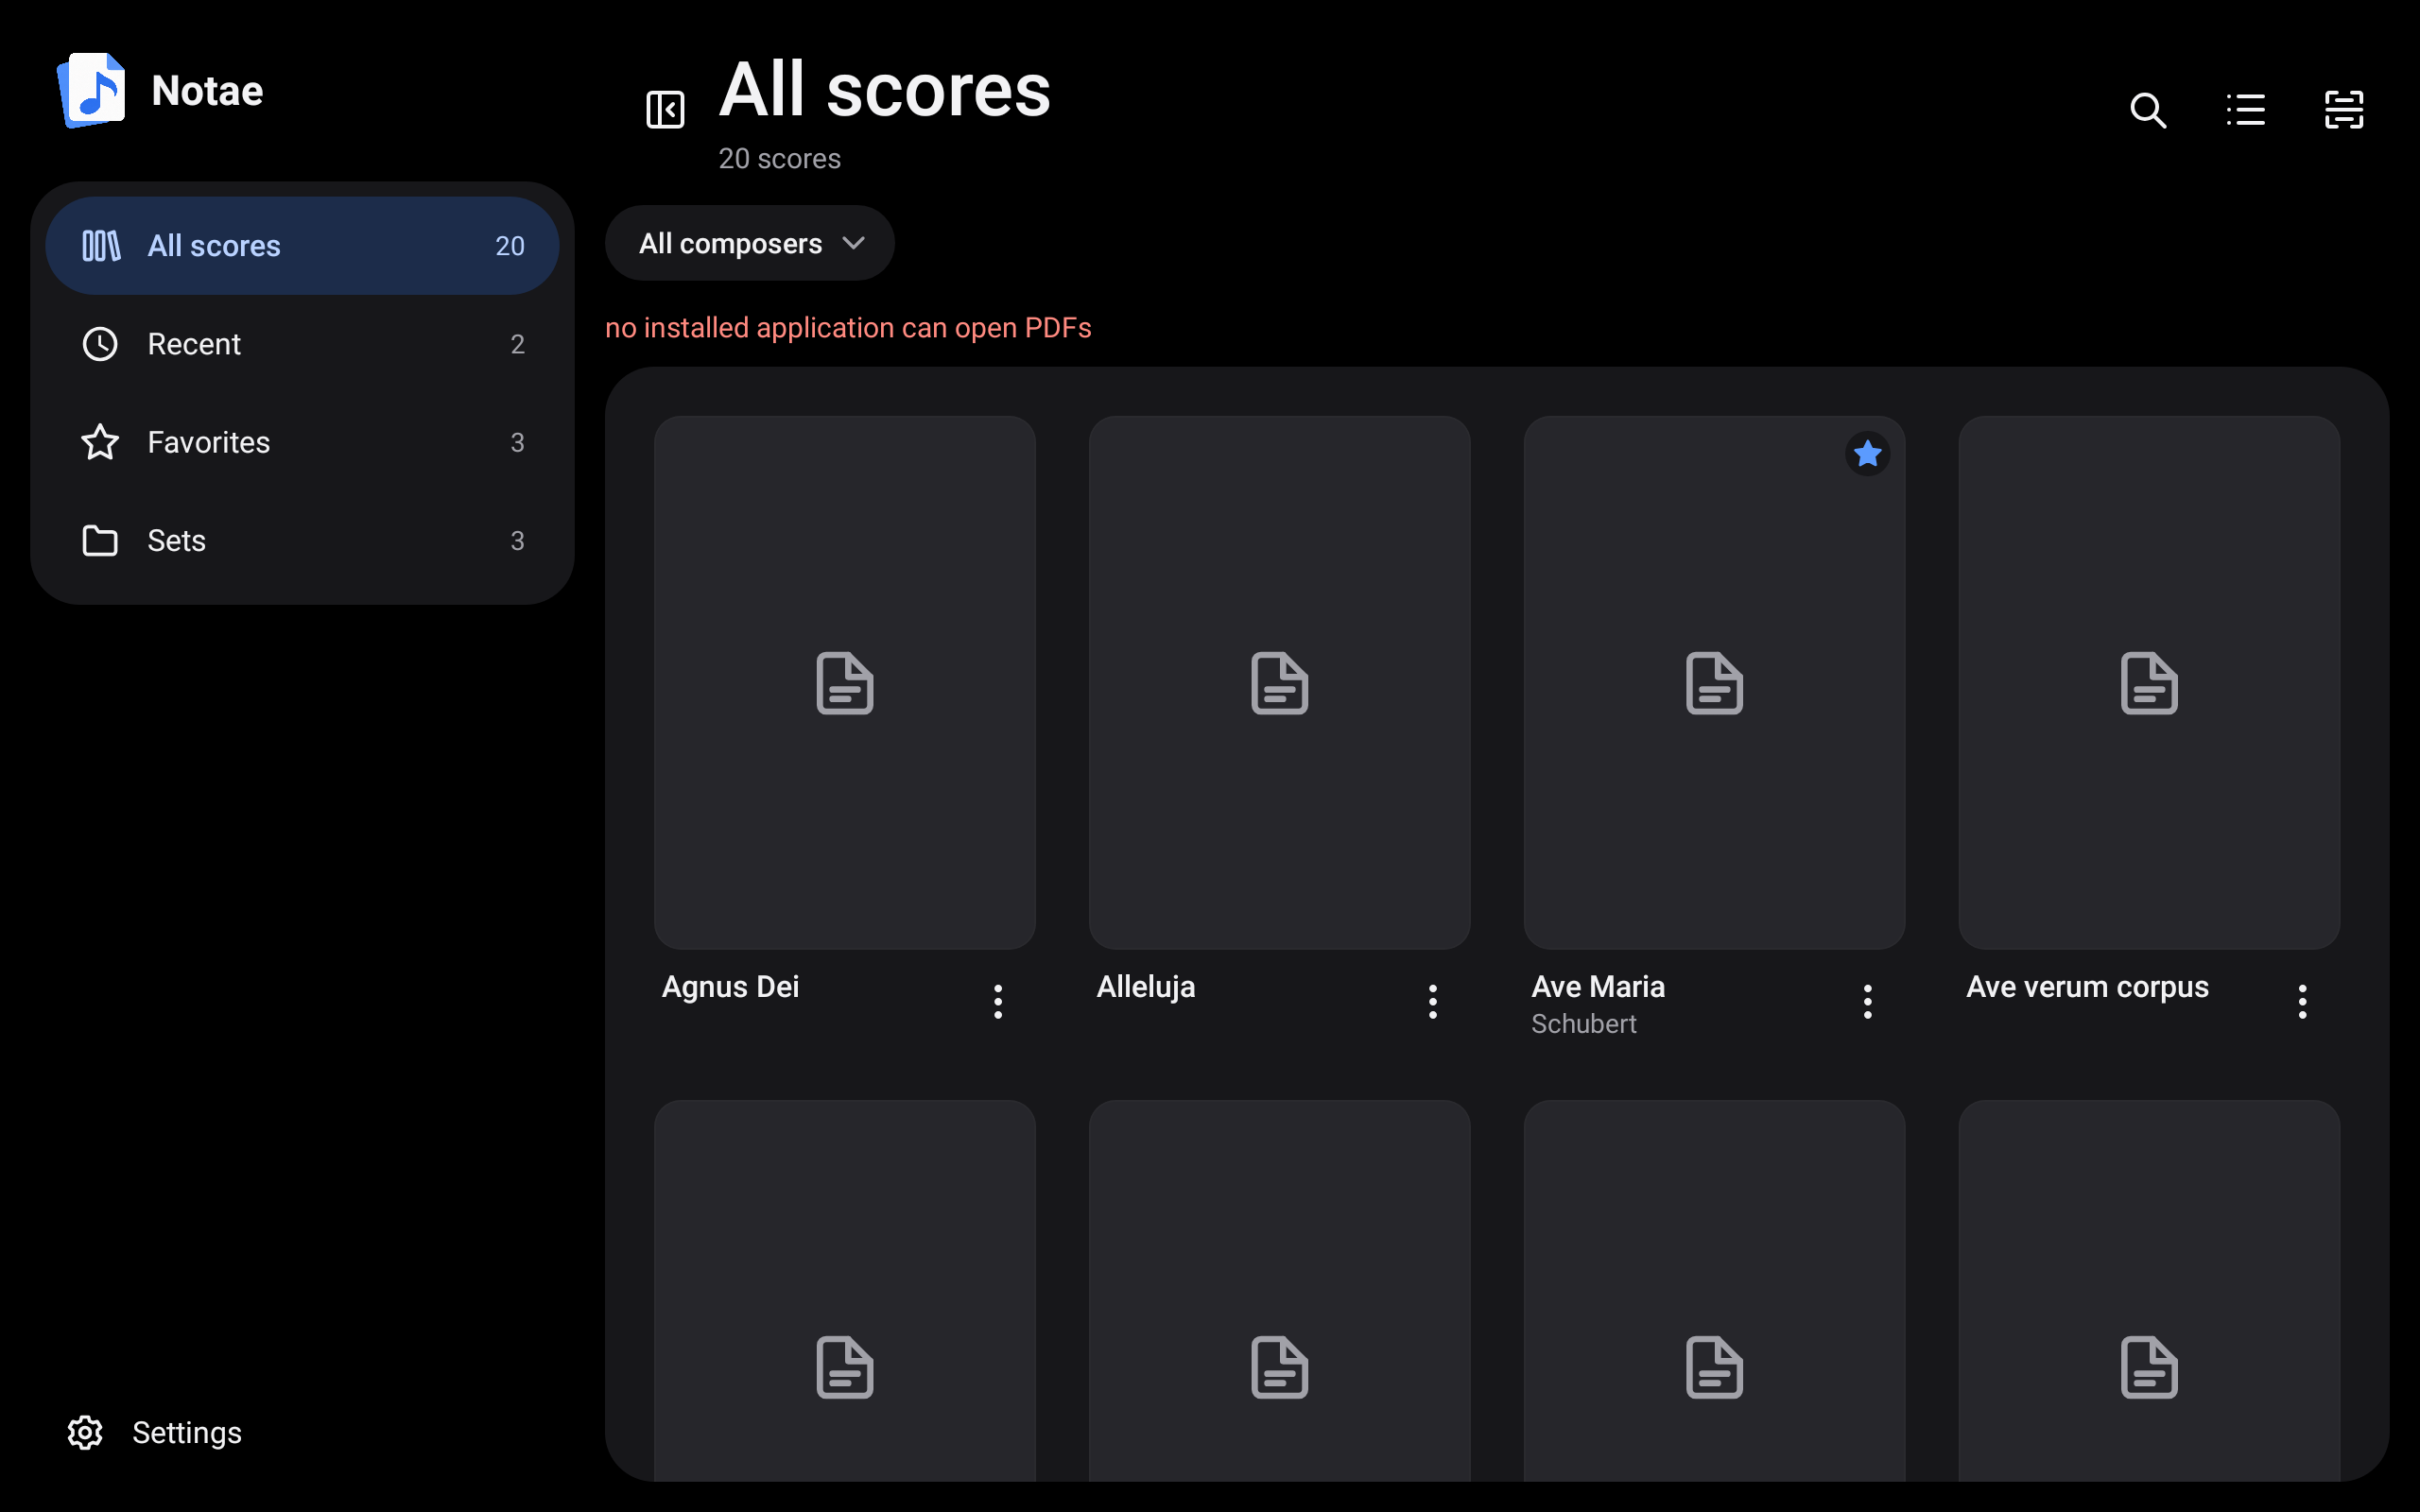 Notae
All scores
20 scores
All scores 20
Recent 2
Favorites 3
Sets 3
All composers
no installed application can open PDFs
Agnus Dei
Alleluja
Ave Maria
Schubert
Ave verum corpus
Settings